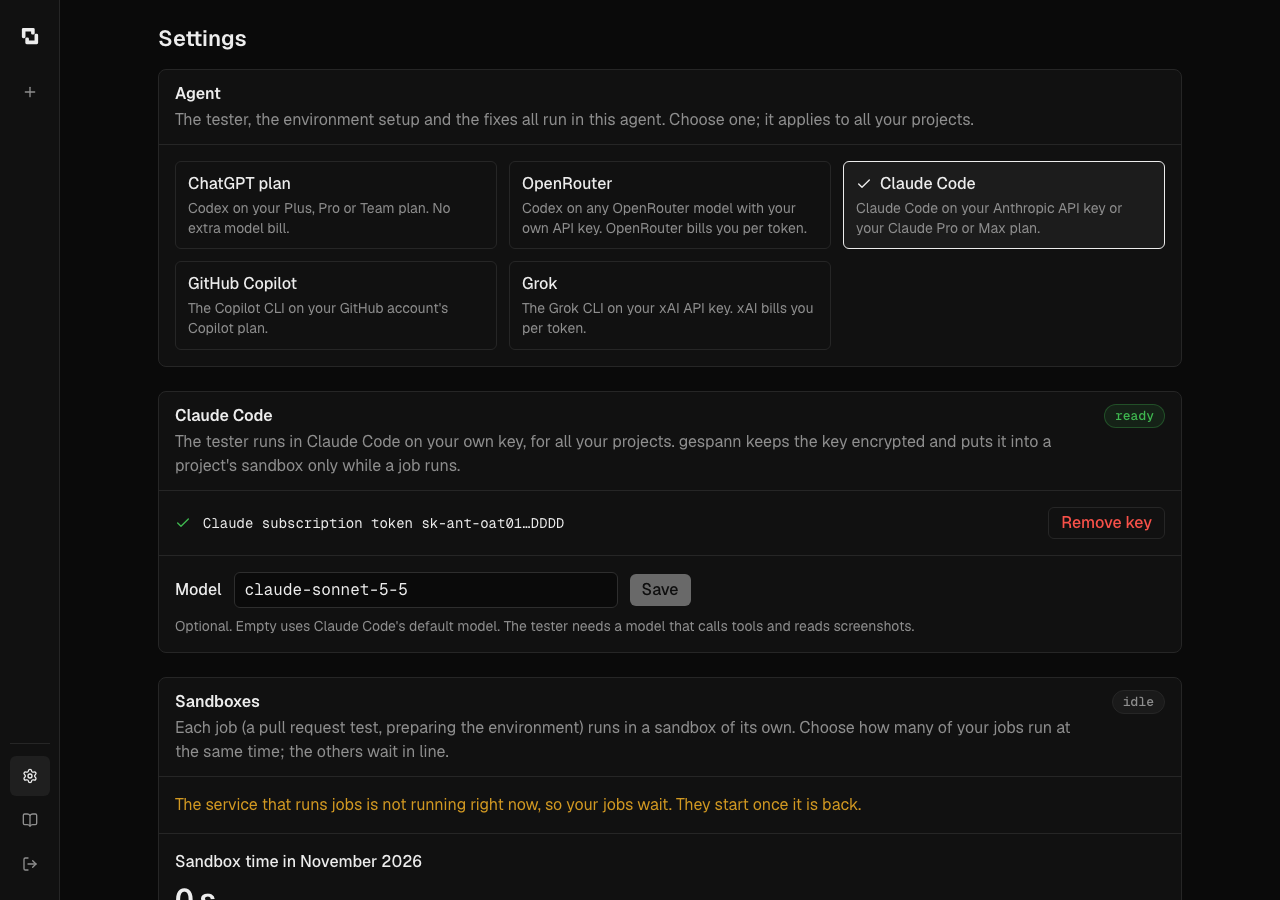 Settings
Agent
The tester, the environment setup and the fixes all run in this agent. Choose one; it applies to all your projects.
ChatGPT plan
Codex on your Plus, Pro or Team plan. No
extra model bill.
OpenRouter
Codex on any OpenRouter model with your
own API key. OpenRouter bills you per token.
Claude Code
Claude Code on your Anthropic API key or
your Claude Pro or Max plan.
GitHub Copilot
The Copilot CLI on your GitHub account's
Copilot plan.
Grok
The Grok CLI on your xAI API key. xAI bills you
per token.
Claude Code
ready
The tester runs in Claude Code on your own key, for all your projects. gespann keeps the key encrypted and puts it into a
project's sandbox only while a job runs.
Claude subscription token sk-ant-oat01…DDDD
Remove key
Model
claude-sonnet-5-5
Save
Optional. Empty uses Claude Code's default model. The tester needs a model that calls tools and reads screenshots.
Sandboxes
idle
Each job (a pull request test, preparing the environment) runs in a sandbox of its own. Choose how many of your jobs run at
the same time; the others wait in line.
The service that runs jobs is not running right now, so your jobs wait. They start once it is back.
Sandbox time in November 2026
0 s